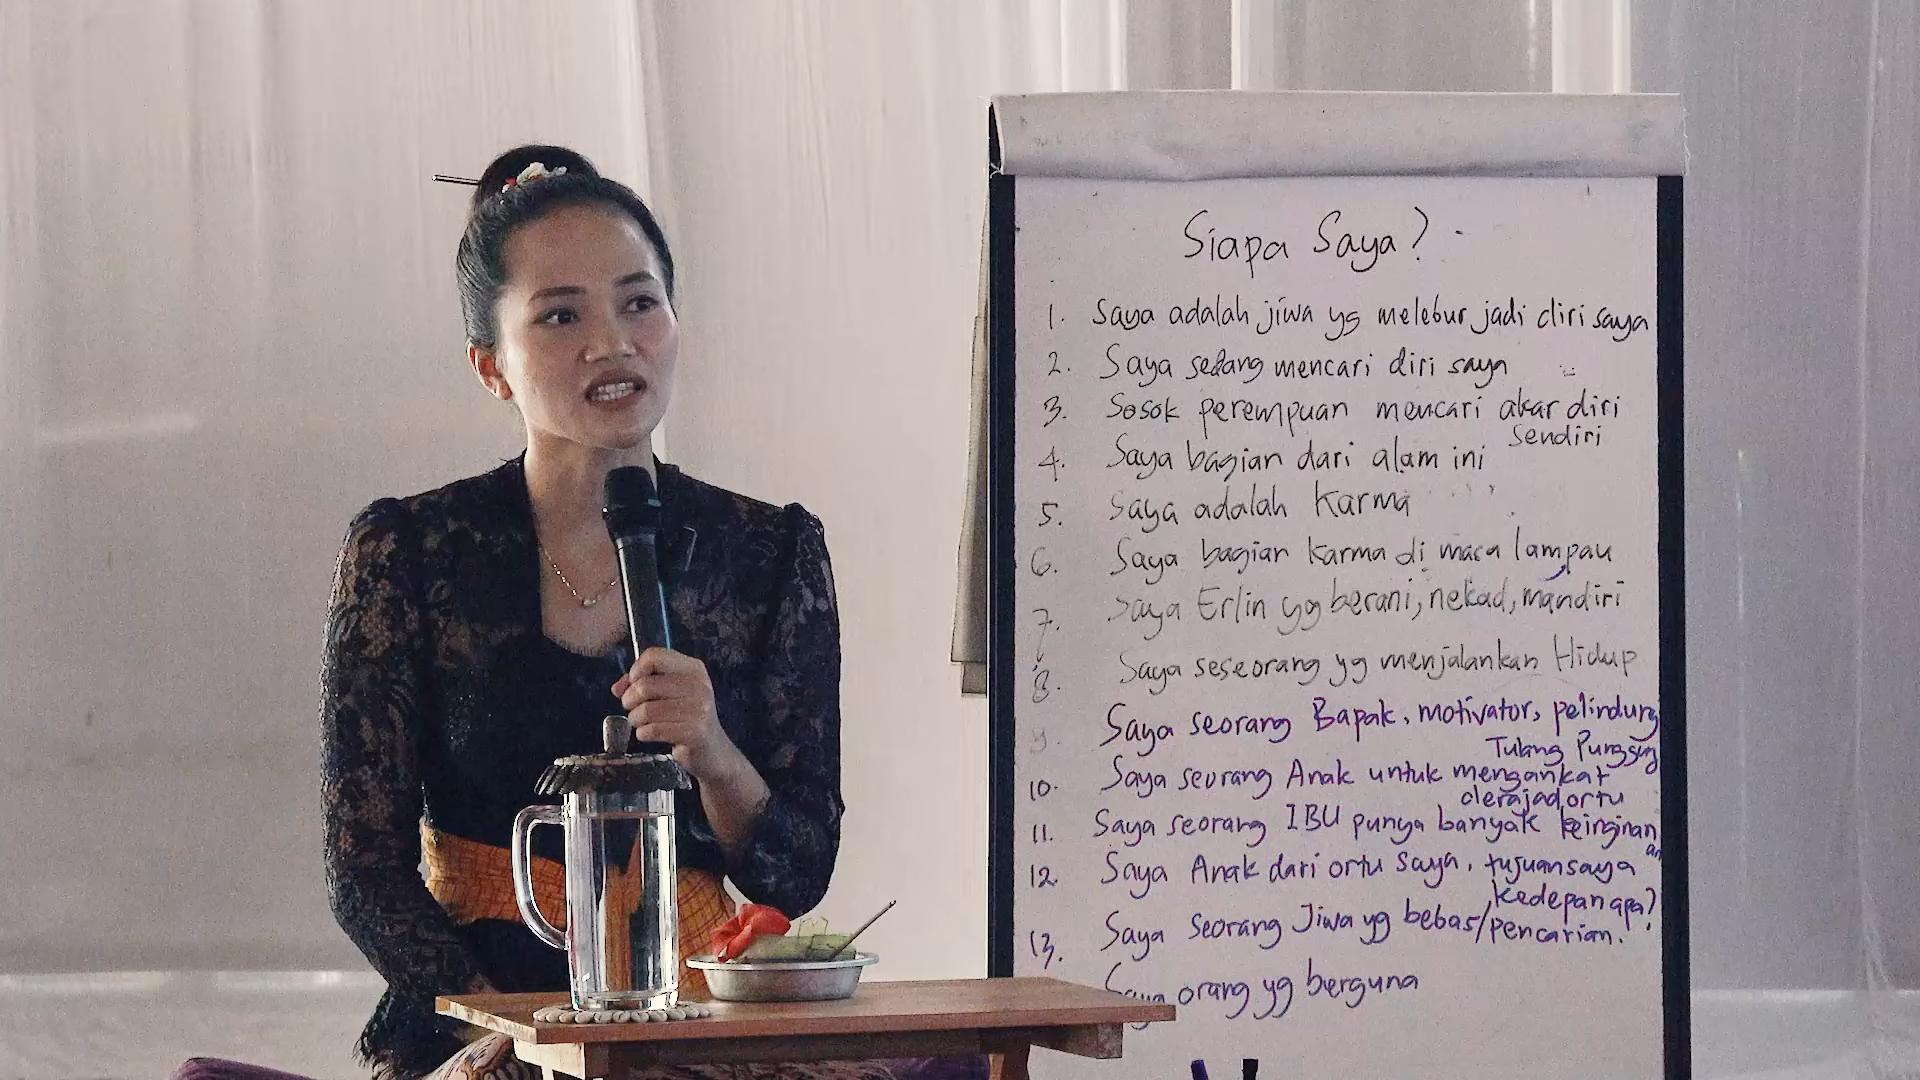 Siapa Saya?
1. Saya adalah jiwa yg melebur jadi diri saya
2. Saya sedang mencari diri saya
3. Sosok perempuan mencari akar diri
sendiri
4. Saya bagian dari alam ini
5. Saya adalah Karma
6. Saya bagian karma di masa lampau
7. Saya Erlin yg berani, nekad, mandiri
8. Saya seseorang yg menjalankan Hidup
9. Saya seorang Bapak, motivator, pelindung
Tulang Punggung
10. Saya seorang Anak untuk mengankat
derajad ortu
11. Saya seorang IBU punya banyak keinginan
an
12. Saya Anak dari ortu saya, tujuan saya
kedepan apa?
13. Saya seorang Jiwa yg bebas/pencarian.
Saya orang yg berguna